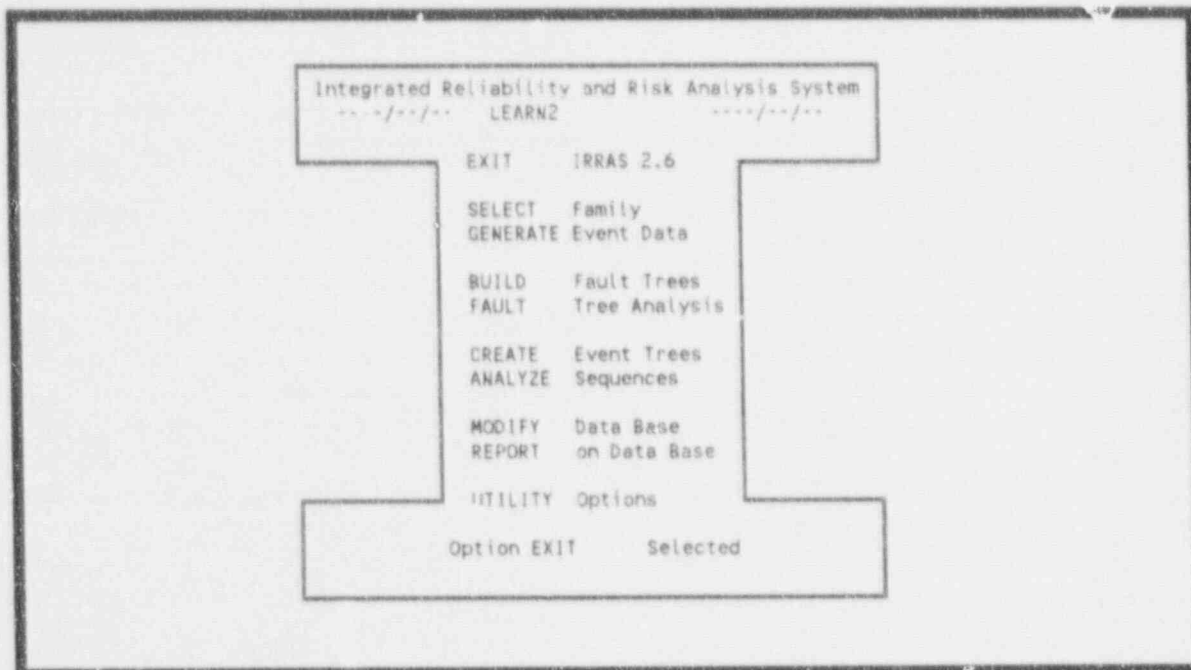 Integrated Reliability and Risk Analysis System
----/--/-- LEARN2 ----/--/--
EXIT IRRAS 2.6
SELECT Family
GENERATE Event Data
BUILD Fault Trees
FAULT Tree Analysis
CREATE Event Trees
ANALYZE Sequences
MODIFY Data Base
REPORT on Data Base
UTILITY Options
Option EXIT Selected